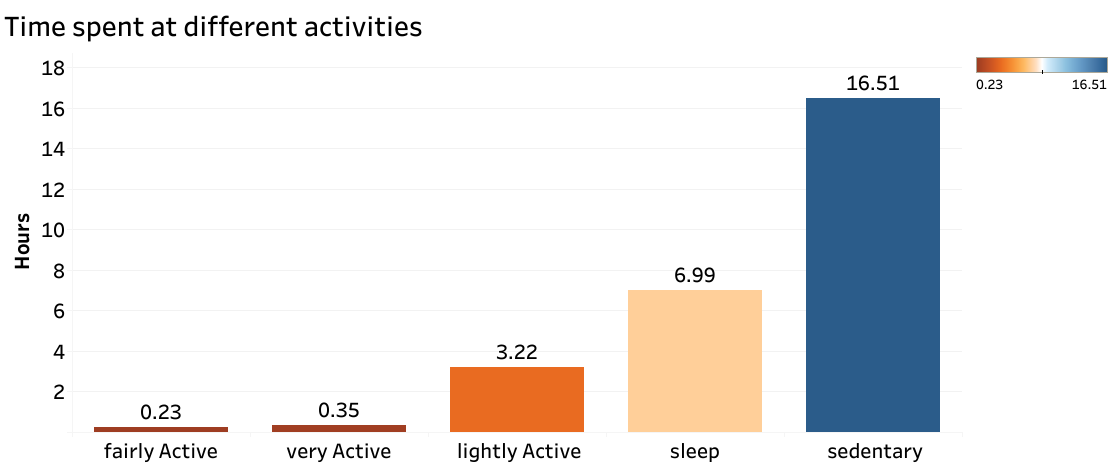 Time spent at different activities
18
16
14
12
10
8
6
4
2
Hours
0.23
0.35
3.22
6.99
16.51
fairly Active
very Active
lightly Active
sleep
sedentary
0.23 16.51